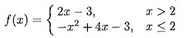 f(x) = { 2x − 3, x > 2
−x² + 4x − 3, x ≤ 2